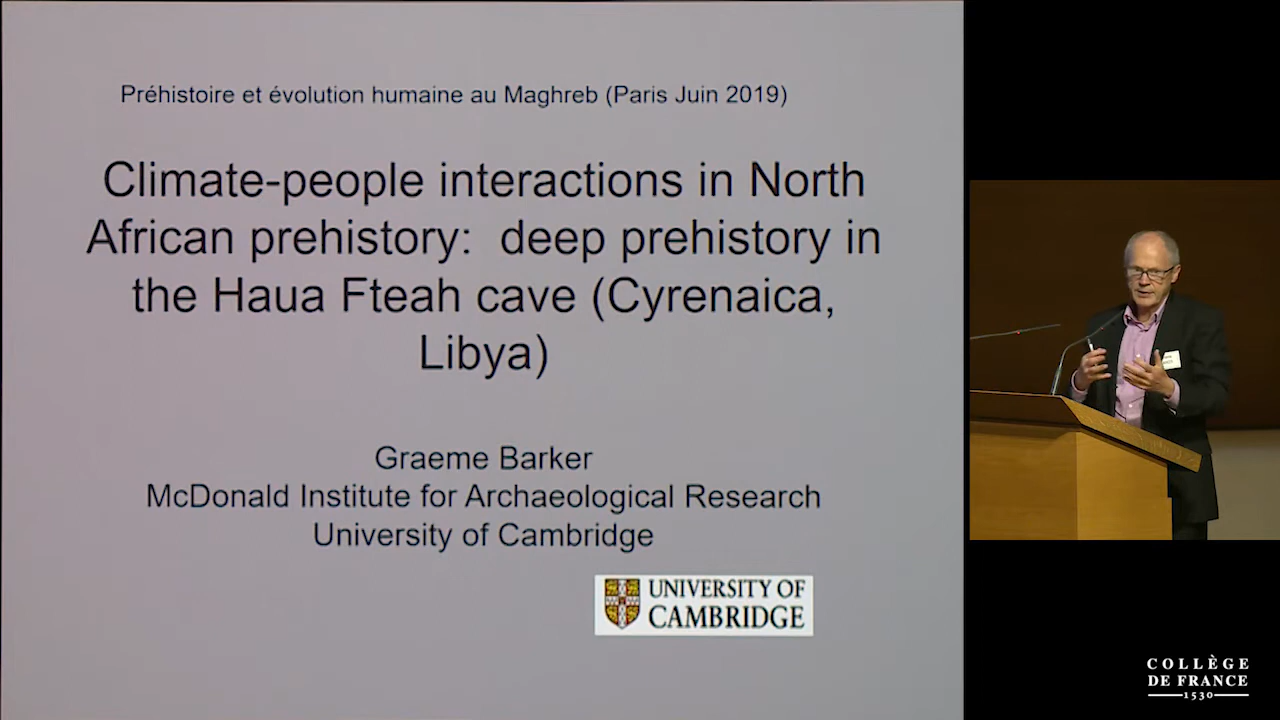 Préhistoire et évolution humaine au Maghreb (Paris Juin 2019)
Climate-people interactions in North
African prehistory:  deep prehistory in
the Haua Fteah cave (Cyrenaica,
Libya)
Graeme Barker
McDonald Institute for Archaeological Research
University of Cambridge
UNIVERSITY OF
CAMBRIDGE
COLLÈGE
DE FRANCE
1530